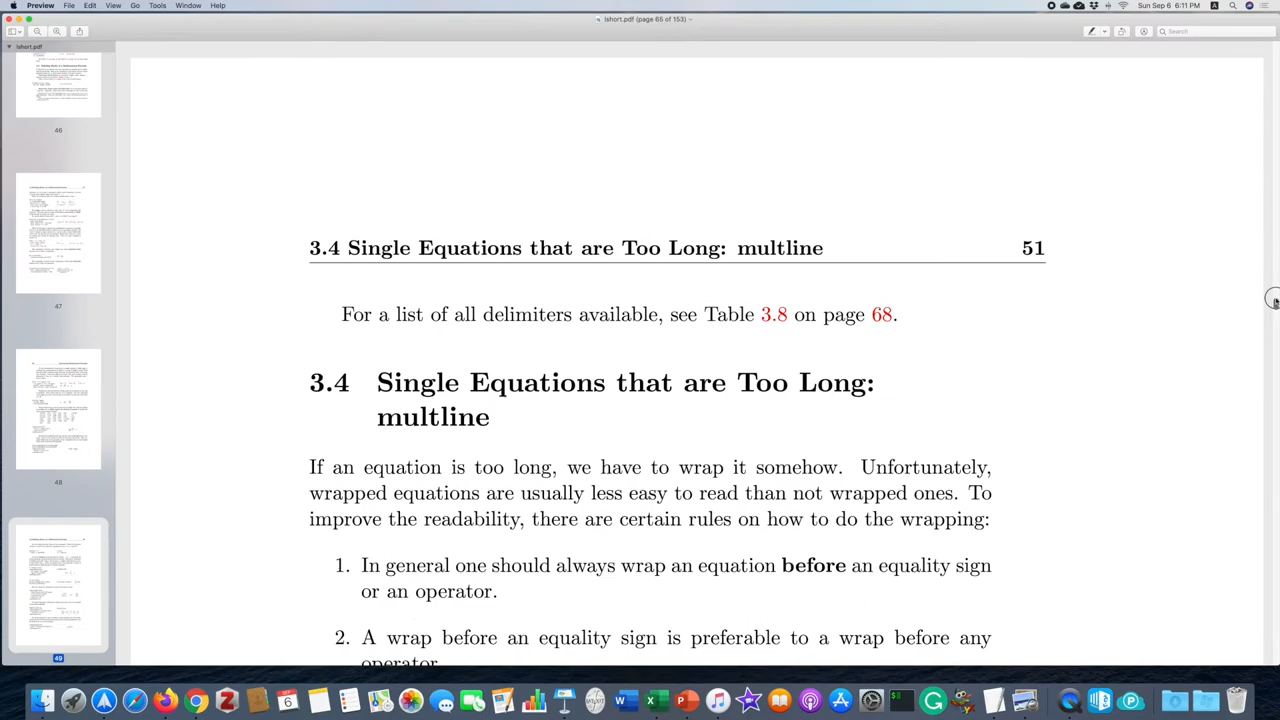 Preview File Edit View Go Tools Window Help
Sun Sep 6 6:11 PM
lshort.pdf (page 65 of 153)
Search
lshort.pdf
46
47
48
49
3.4 Single Equations that are Too Long: multline 51
For a list of all delimiters available, see Table 3.8 on page 68.
3.4 Single Equations that are Too Long:
multline
If an equation is too long, we have to wrap it somehow. Unfortunately,
wrapped equations are usually less easy to read than not wrapped ones. To
improve the readability, there are certain rules on how to do the wrapping:
1. In general one should always wrap an equation before an equality sign
or an operator.
2. A wrap before an equality sign is preferable to a wrap before any
operator.